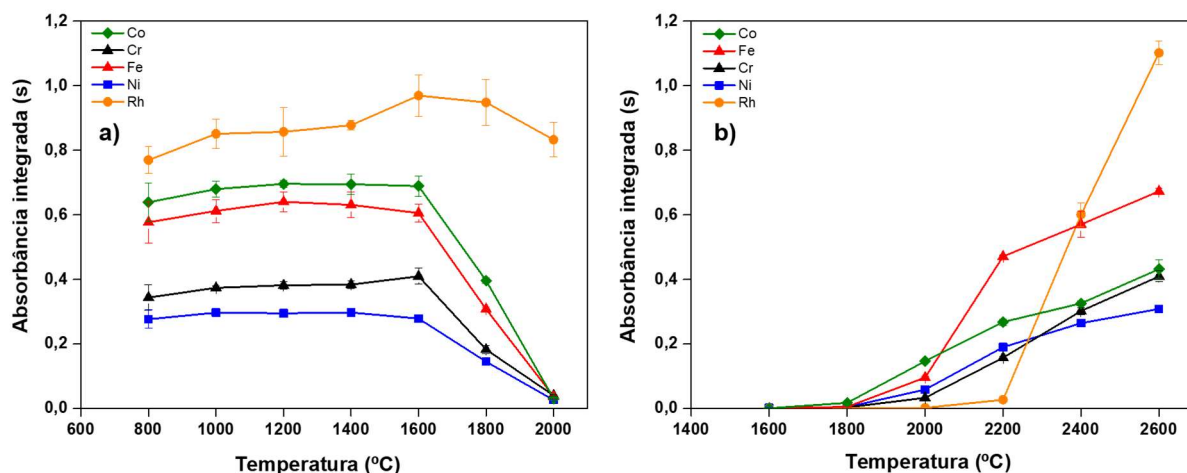 Absorbância integrada (s)
1,2
1,0
0,8
0,6
0,4
0,2
0,0
Co
Cr
Fe
Ni
Rh
a)
600 800 1000 1200 1400 1600 1800 2000
Temperatura (ºC)
Absorbância integrada (s)
1,2
1,0
0,8
0,6
0,4
0,2
0,0
Co
Fe
Cr
Ni
Rh
b)
1400 1600 1800 2000 2200 2400 2600
Temperatura (ºC)